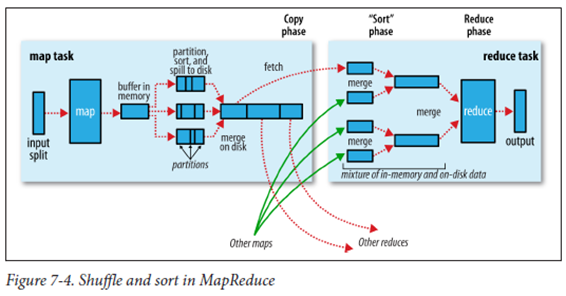 Copy
phase
"Sort"
phase
Reduce
phase
map task
reduce task
partition,
sort, and
spill to disk
fetch
buffer in
memory
map
input
split
merge
on disk
partitions
merge
merge
merge
reduce
output
mixture of in-memory and on-disk data
Other maps
Other reduces
Figure 7-4. Shuffle and sort in MapReduce